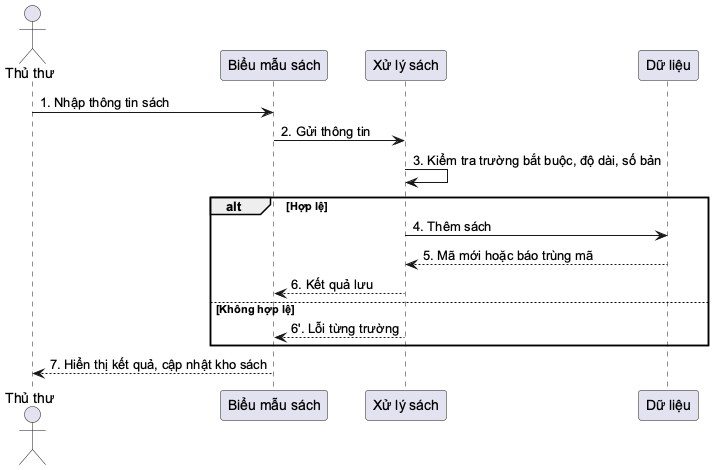 Thủ thư
Biểu mẫu sách
Xử lý sách
Dữ liệu
1. Nhập thông tin sách
2. Gửi thông tin
3. Kiểm tra trường bắt buộc, độ dài, số bản
alt
[Hợp lệ]
4. Thêm sách
5. Mã mới hoặc báo trùng mã
6. Kết quả lưu
[Không hợp lệ]
6'. Lỗi từng trường
7. Hiển thị kết quả, cập nhật kho sách
Thủ thư
Biểu mẫu sách
Xử lý sách
Dữ liệu